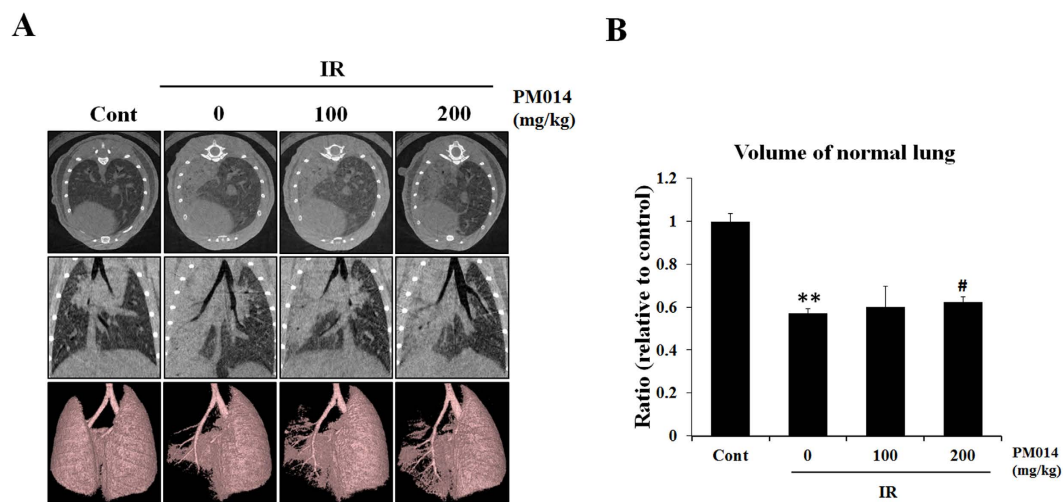 A
IR
PM014
(mg/kg)
Cont 0 100 200
B
Volume of normal lung
Ratio (relative to control)
1.2
1
0.8
0.6
0.4
0.2
0
**
#
Cont 0 100 200
PM014
(mg/kg)
IR